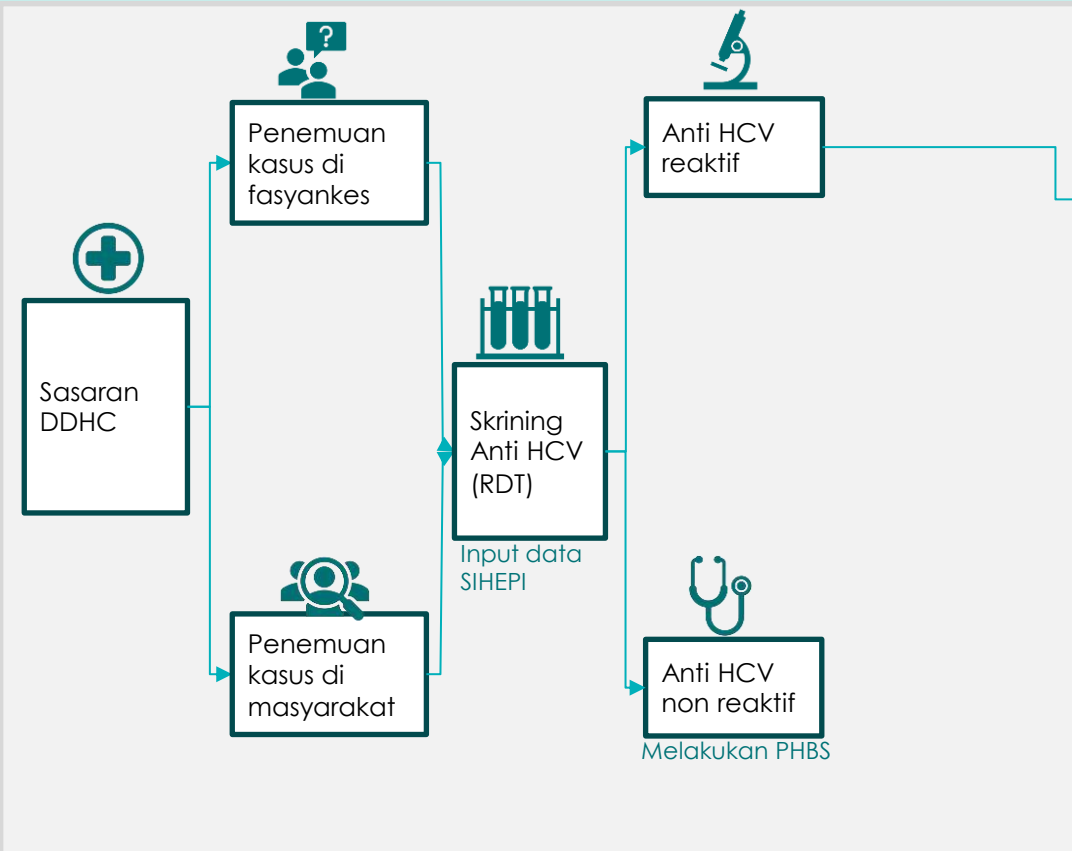 ?
Penemuan
kasus di
fasyankes
Anti HCV
reaktif
Sasaran
DDHC
Skrining
Anti HCV
(RDT)
Input data
SIHEPI
Penemuan
kasus di
masyarakat
Anti HCV
non reaktif
Melakukan PHBS